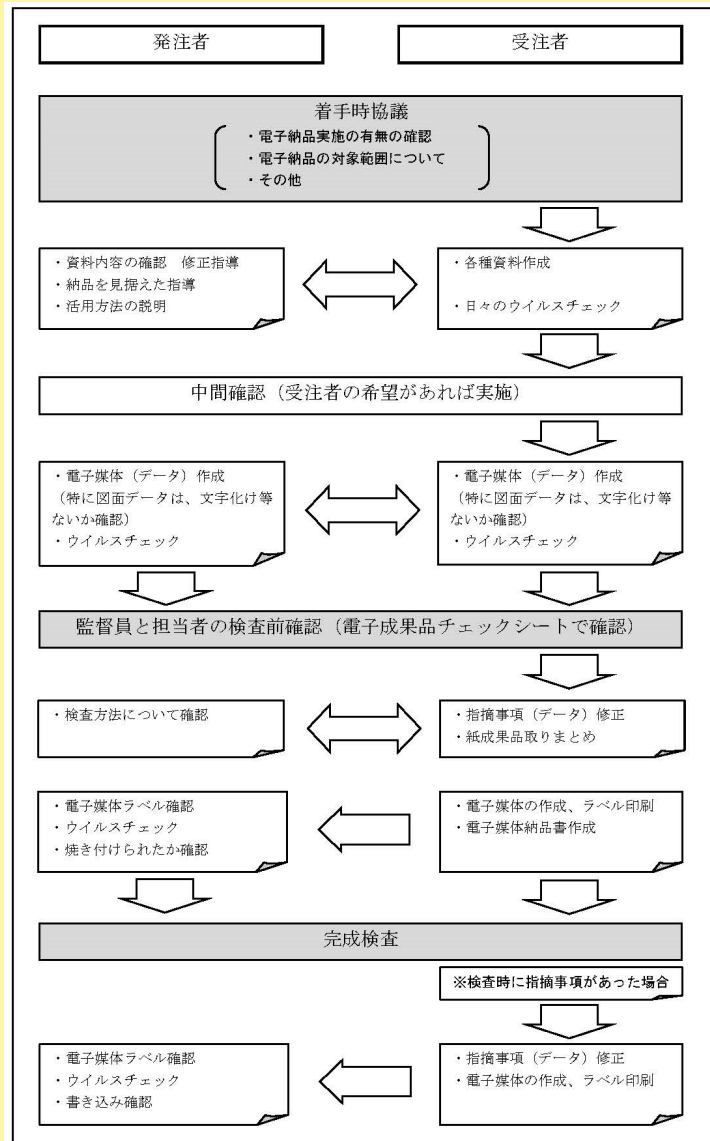 発注者
受注者
着手時協議
・電子納品実施の有無の確認
・電子納品の対象範囲について
・その他
・資料内容の確認　修正指導
・納品を見据えた指導
・活用方法の説明
・各種資料作成
・日々のウイルスチェック
中間確認（受注者の希望があれば実施）
・電子媒体（データ）作成
（特に図面データは、文字化け等
ないか確認）
・ウイルスチェック
・電子媒体（データ）作成
（特に図面データは、文字化け等
ないか確認）
・ウイルスチェック
監督員と担当者の検査前確認（電子成果品チェックシートで確認）
・検査方法について確認
・指摘事項（データ）修正
・紙成果品取りまとめ
・電子媒体ラベル確認
・ウイルスチェック
・焼き付けられたか確認
・電子媒体の作成、ラベル印刷
・電子媒体納品書作成
完成検査
※検査時に指摘事項があった場合
・電子媒体ラベル確認
・ウイルスチェック
・書き込み確認
・指摘事項（データ）修正
・電子媒体の作成、ラベル印刷